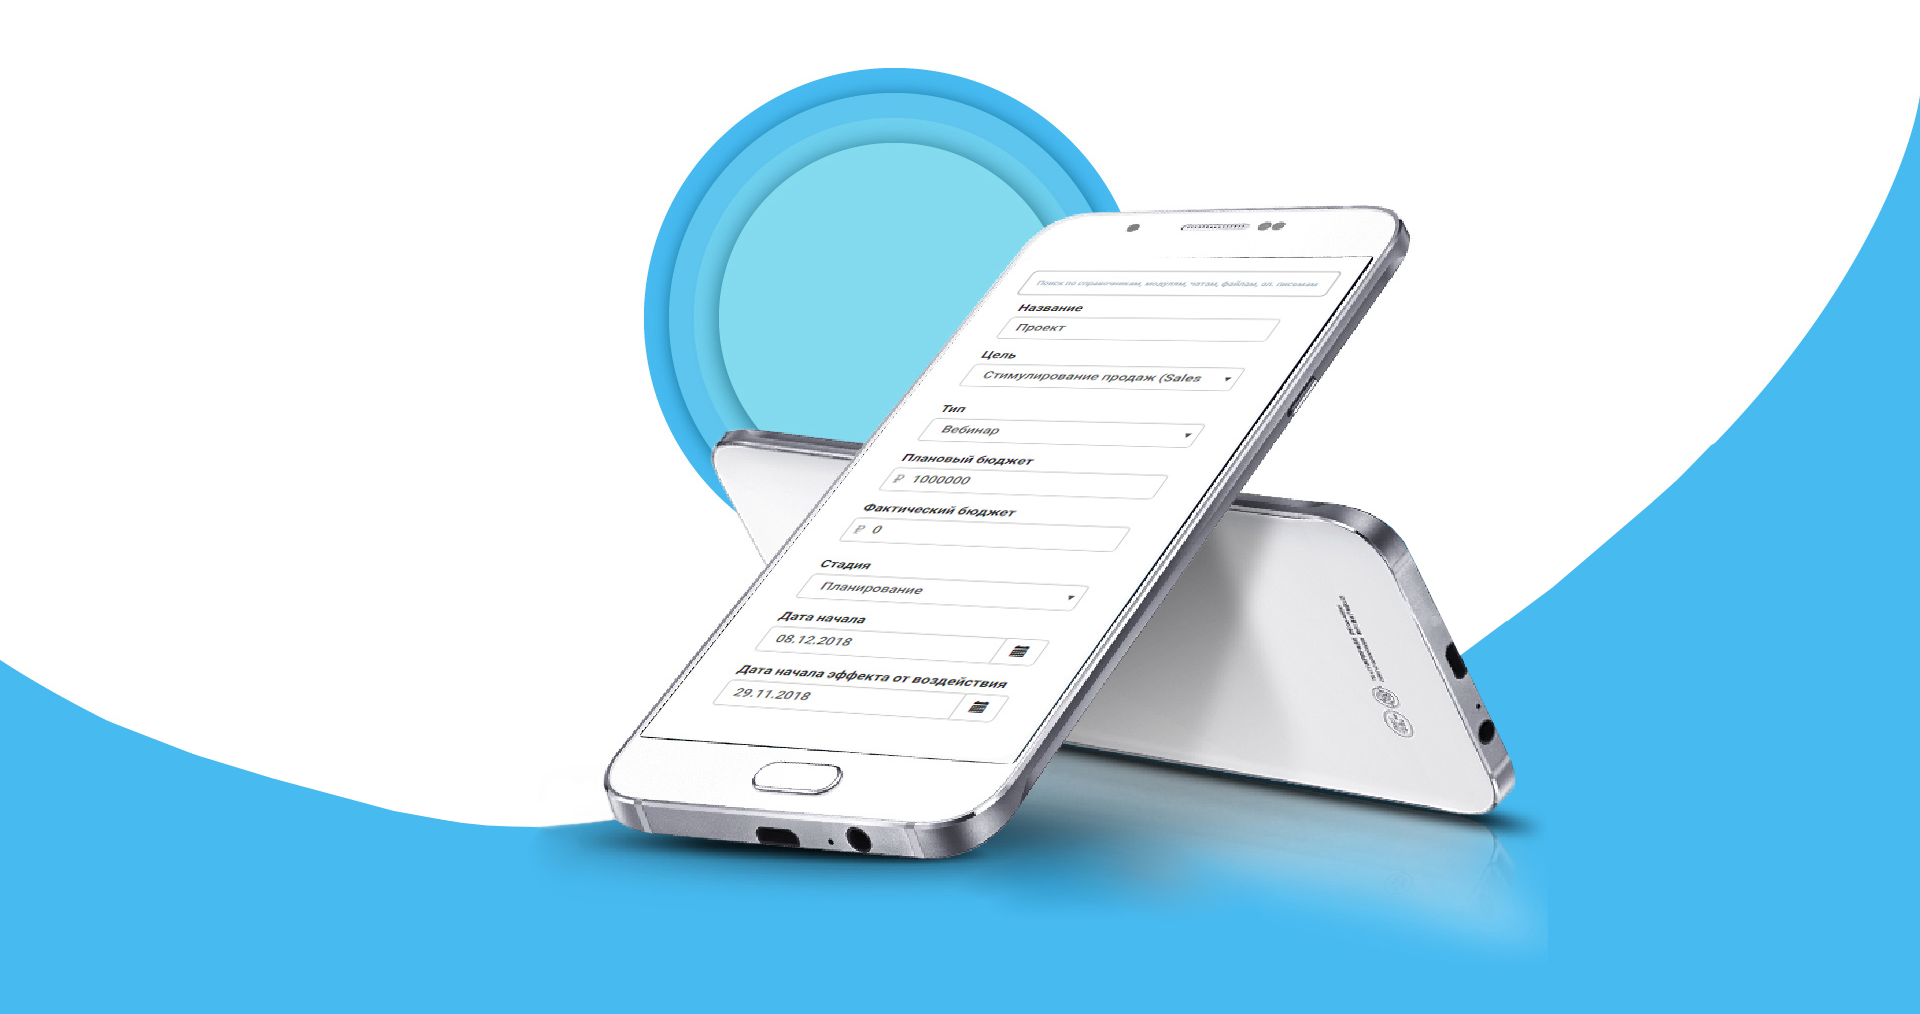 Поиск по справочникам, модулям, чатам, файлам, эл. письмам
Название
Проект
Цель
Стимулирование продаж (Sales
Тип
Вебинар
Плановый бюджет
₽ 1000000
Фактический бюджет
₽ 0
Стадия
Планирование
Дата начала
08.12.2018
Дата начала эффекта от воздействия
29.11.2018